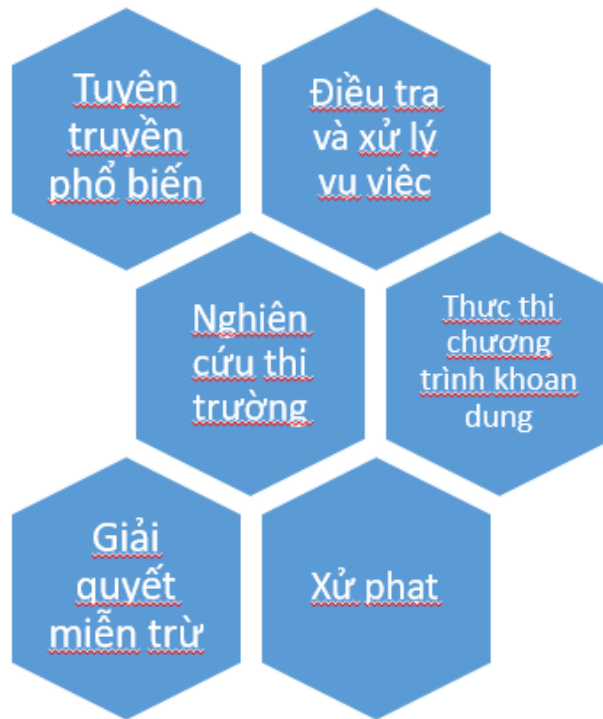 Tuyên
truyền
phổ biến
Điều tra
và xử lý
vụ việc
Nghiên
cứu thị
trường
Thực thi
chương
trình khoan
dung
Giải
quyết
miễn trừ
Xử phạt